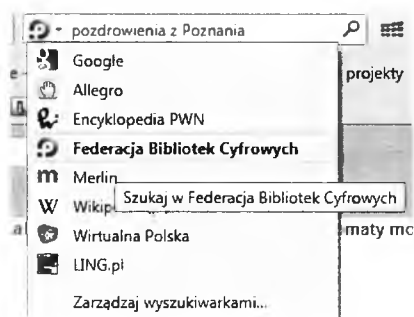 pozdrowienia z Poznania
Google
projekty
Allegro
Encyklopedia PWN
Federacja Bibliotek Cyfrowych
Merlin
Szukaj w Federacja Bibliotek Cyfrowych
Wikip
Wirtualna Polska
maty mo
LING.pl
Zarządzaj wyszukiwarkami...